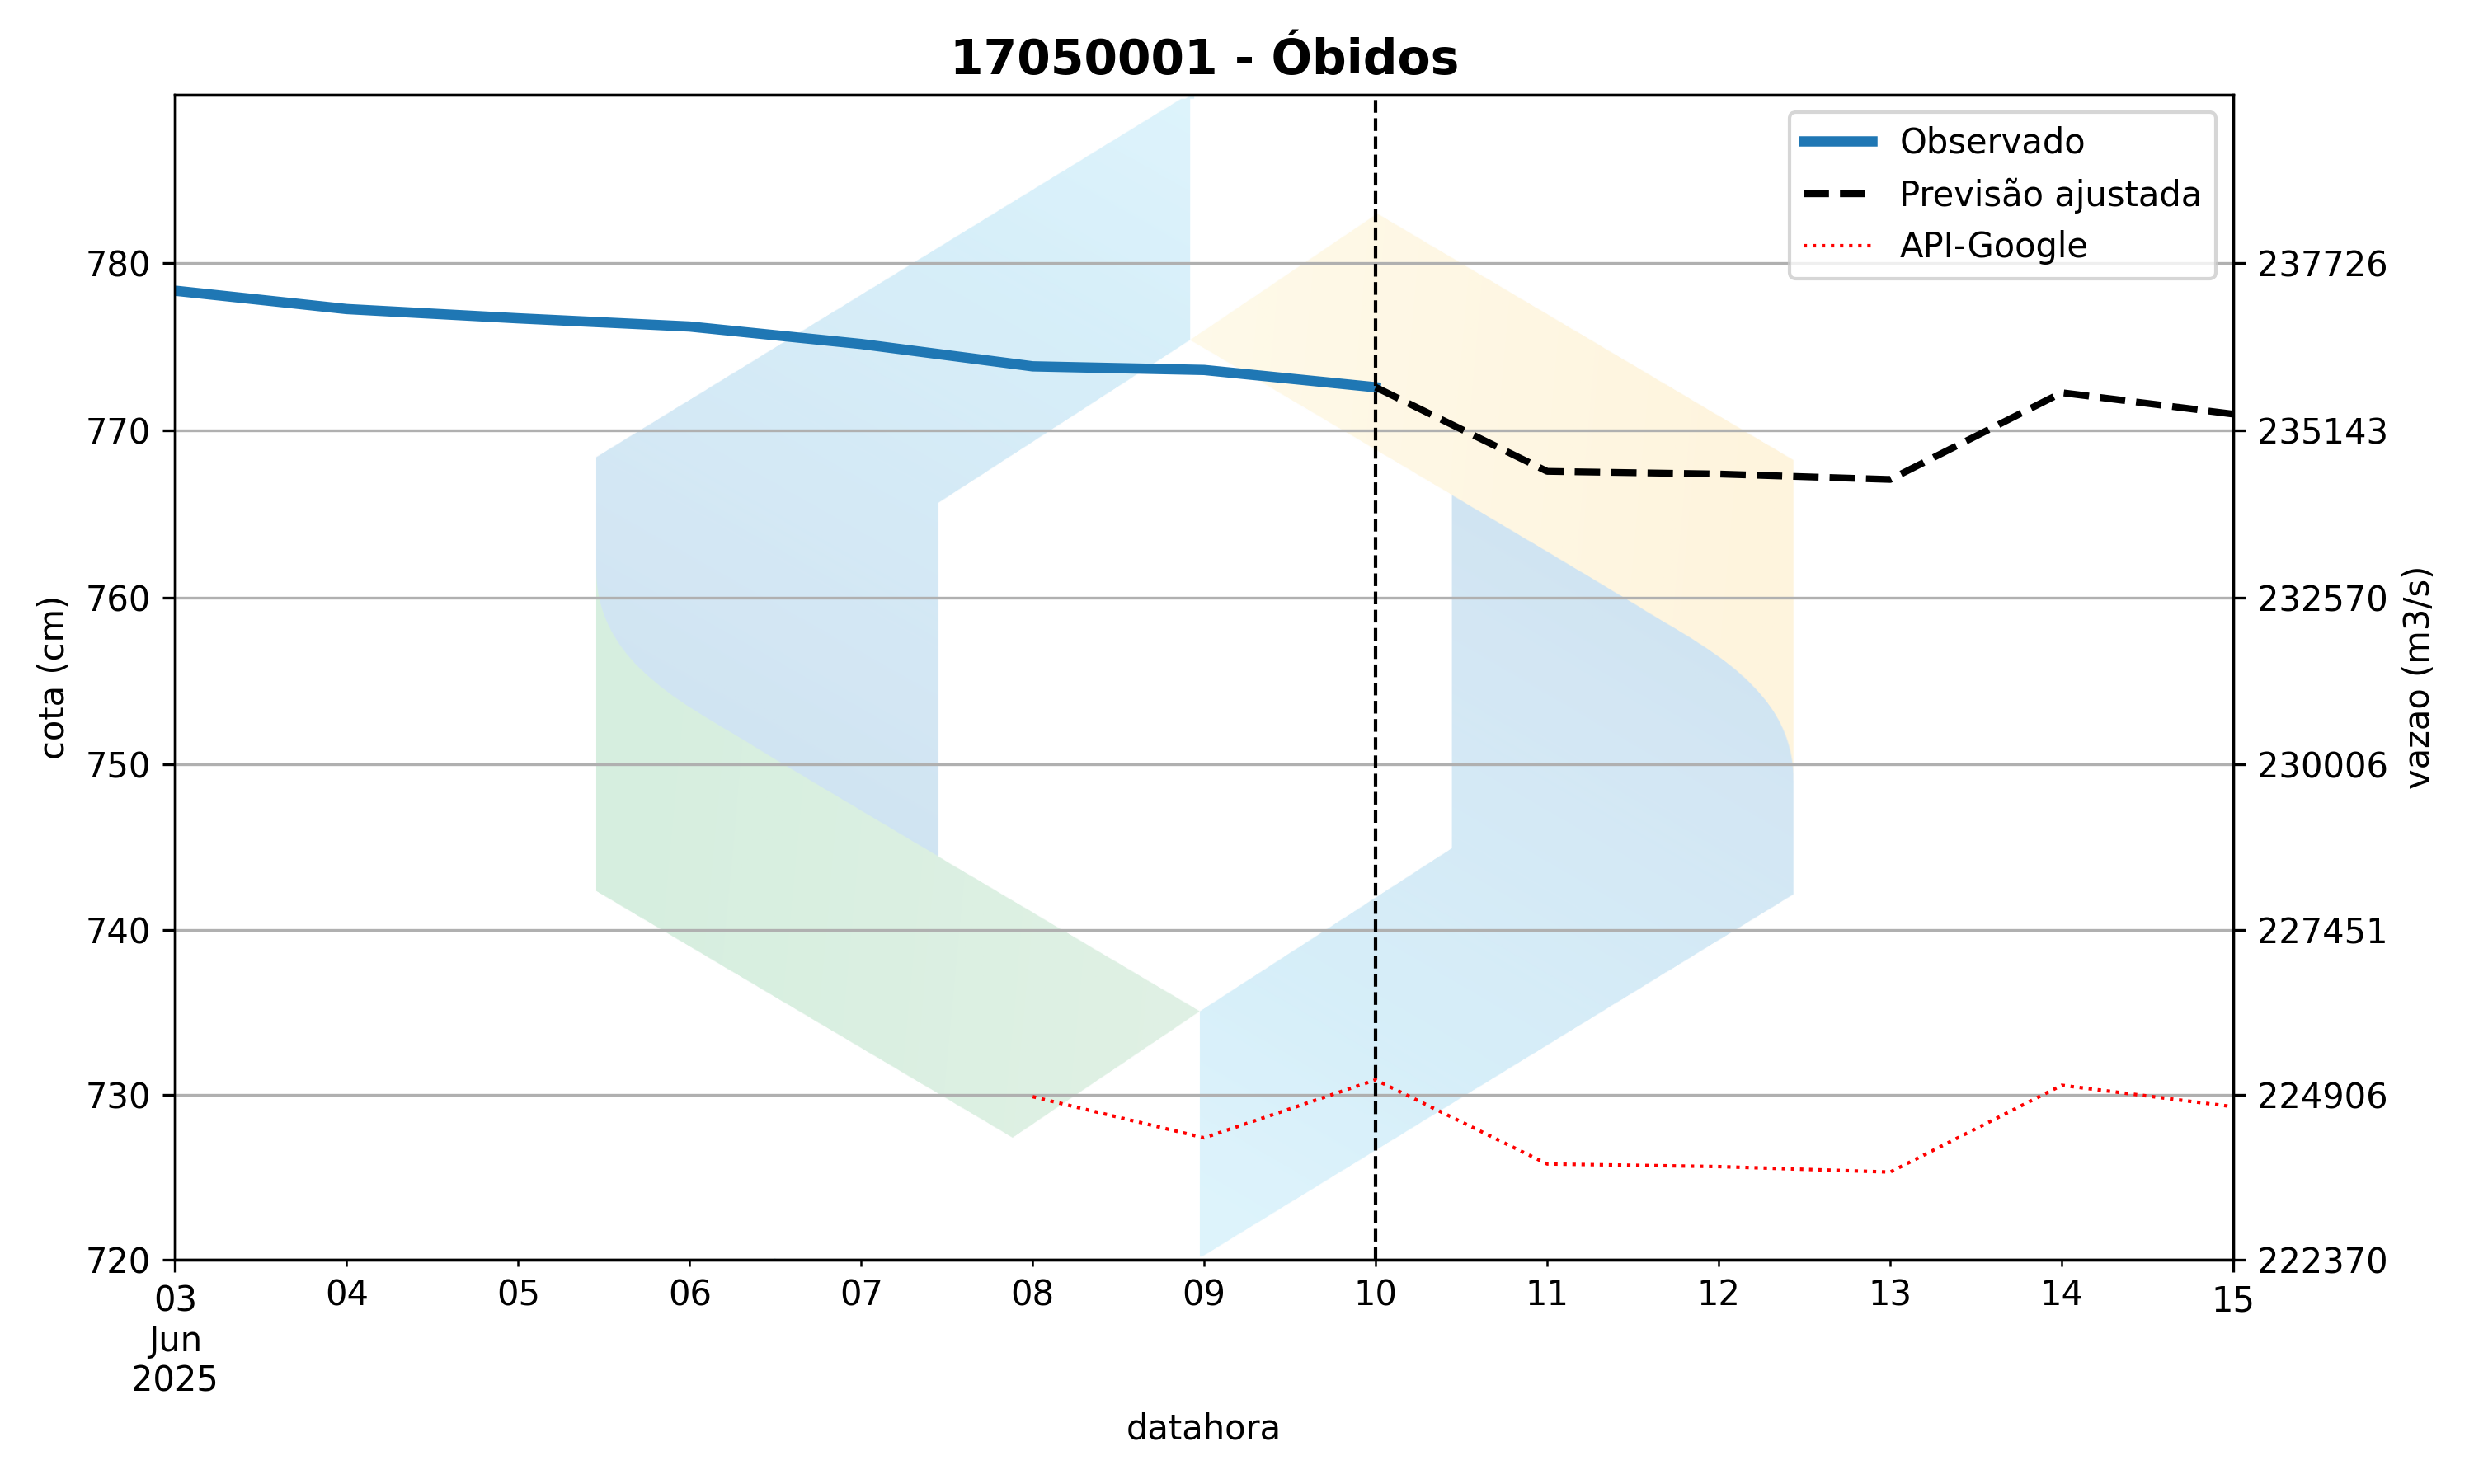 17050001 - Óbidos
Observado
Previsão ajustada
API-Google
780
770
760
750
740
730
720
cota (cm)
237726
235143
232570
230006
227451
224906
222370
vazao (m3/s)
03 04 05 06 07 08 09 10 11 12 13 14 15
Jun
2025
datahora